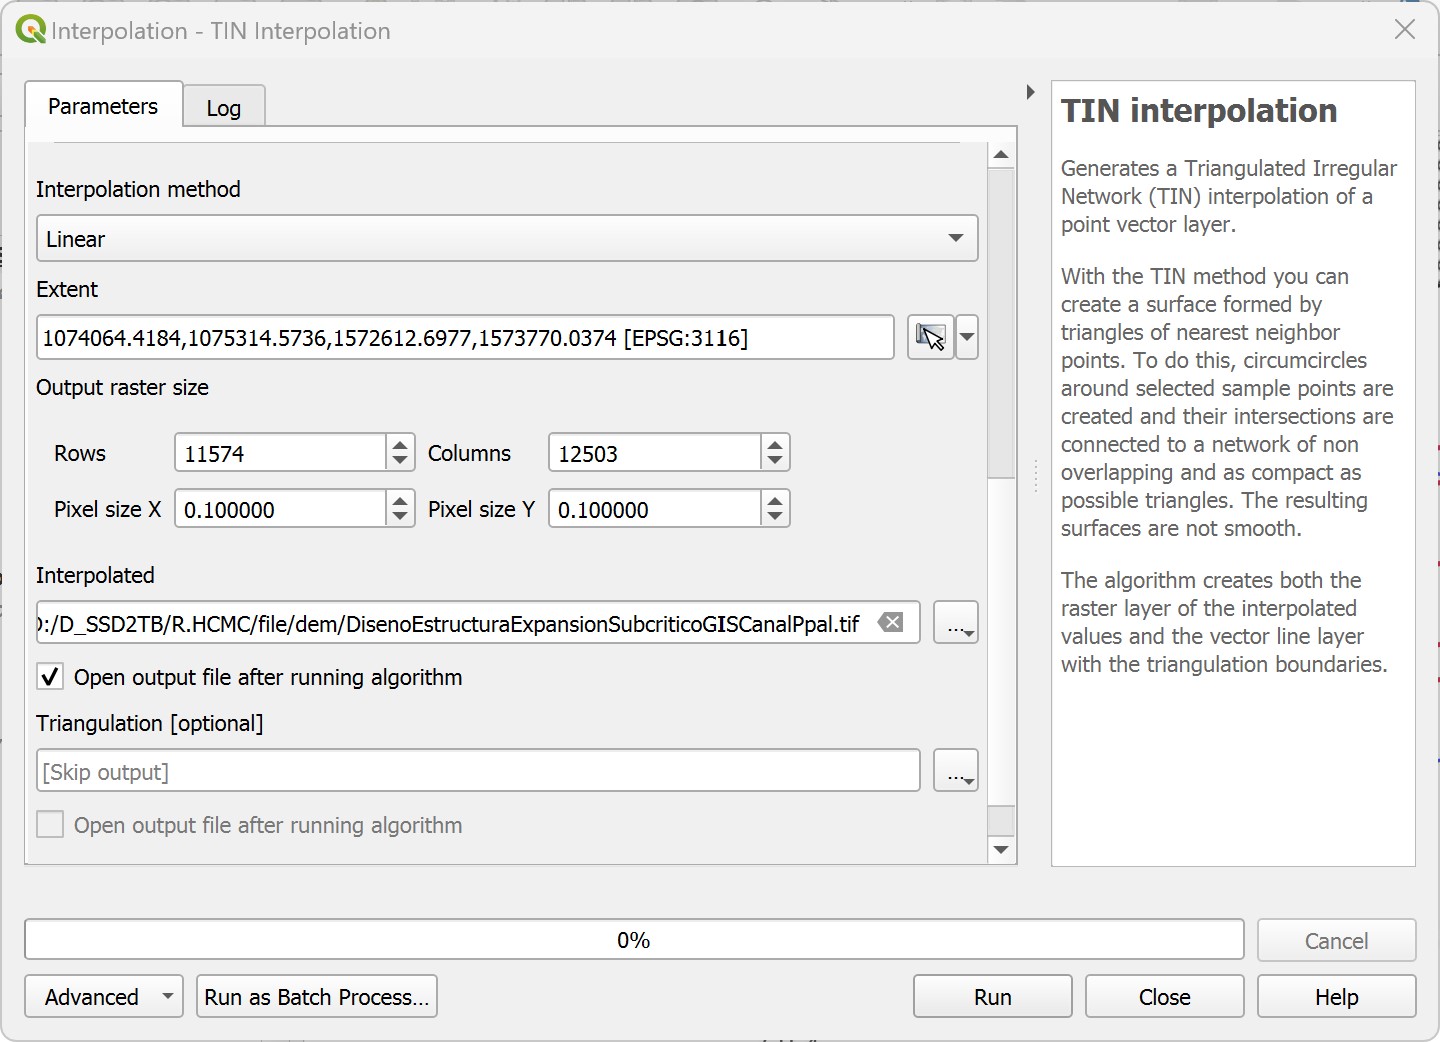 Interpolation - TIN Interpolation
Parameters
Log
Interpolation method
Linear
Extent
1074064.4184,1075314.5736,1572612.6977,1573770.0374 [EPSG:3116]
Output raster size
Rows
11574
Columns
12503
Pixel size X
0.100000
Pixel size Y
0.100000
Interpolated
:/D_SSD2TB/R.HCMC/file/dem/DisenoEstructuraExpansionSubcriticoGISCanalPpal.tif
...
Open output file after running algorithm
Triangulation [optional]
[Skip output]
...
Open output file after running algorithm
TIN interpolation
Generates a Triangulated Irregular
Network (TIN) interpolation of a
point vector layer.
With the TIN method you can
create a surface formed by
triangles of nearest neighbor
points. To do this, circumcircles
around selected sample points are
created and their intersections are
connected to a network of non
overlapping and as compact as
possible triangles. The resulting
surfaces are not smooth.
The algorithm creates both the
raster layer of the interpolated
values and the vector line layer
with the triangulation boundaries.
0%
Cancel
Advanced
Run as Batch Process...
Run
Close
Help